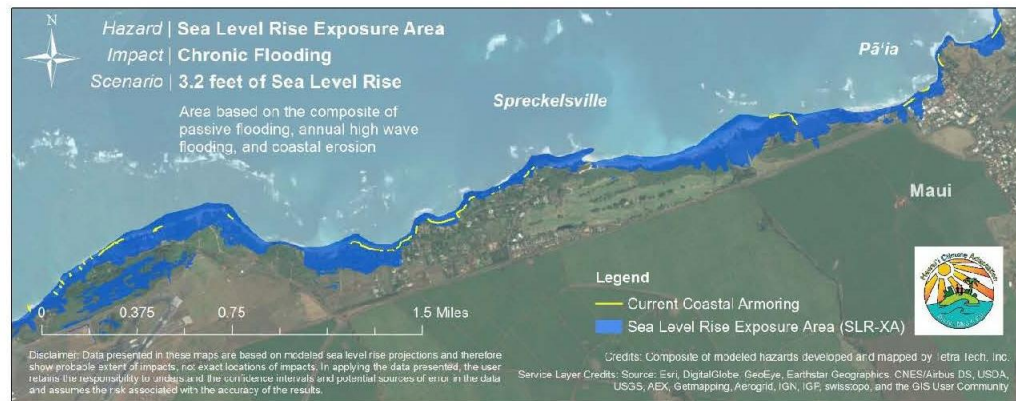 N
Hazard | Sea Level Rise Exposure Area
Impact | Chronic Flooding
Scenario | 3.2 feet of Sea Level Rise
Area based on the composite of
passive flooding, annual high wave
flooding, and coastal erosion
Spreckelsville
Pā'ia
Maui
0 0.375 0.75 1.5 Miles
Legend
Current Coastal Armoring
Sea Level Rise Exposure Area (SLR-XA)
Hawaii's Climate Adaptation
Disclaimer: Data presented in these maps are based on modeled sea level rise projections and therefore
show probable extent of impacts, not exact locations of impacts. In applying the data presented, the user
retains the responsibility to understand the confidence intervals and potential sources of error in the data
and assumes the risk associated with the accuracy of the results.
Credits: Composite of modeled hazards developed and mapped by Tetra Tech, Inc.
Service Layer Credits: Source: Esri, DigitalGlobe, GeoEye, Earthstar Geographics, CNES/Airbus DS, USDA,
USGS, AEX, Getmapping, Aerogrid, IGN, IGP, swisstopo, and the GIS User Community